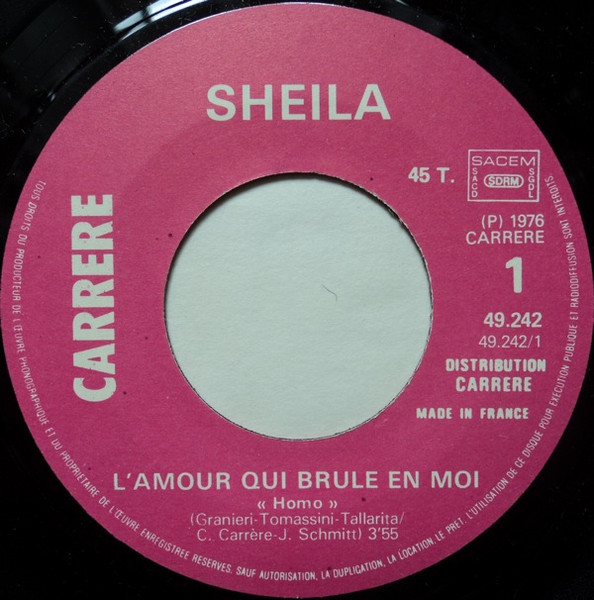 SHEILA
45 T.
SACEM
SACD
SDRM
SGDL
(P) 1976
CARRERE
1
49.242
49.242/1
DISTRIBUTION
CARRERE
MADE IN FRANCE
CARRERE
L'AMOUR QUI BRULE EN MOI
« Homo »
(Granieri-Tomassini-Tallarita/
C. Carrère-J. Schmitt) 3'55
TOUS DROITS DU PRODUCTEUR DE L'ŒUVRE PHONOGRAPHIQUE ET DU PROPRIETAIRE DE L'ŒUVRE ENREGISTREE RESERVES. SAUF AUTORISATION, LA DUPLICATION, LA LOCATION, LE PRET, L'UTILISATION DE CE DISQUE POUR EXECUTION PUBLIQUE ET RADIODIFFUSION SONT INTERDITS